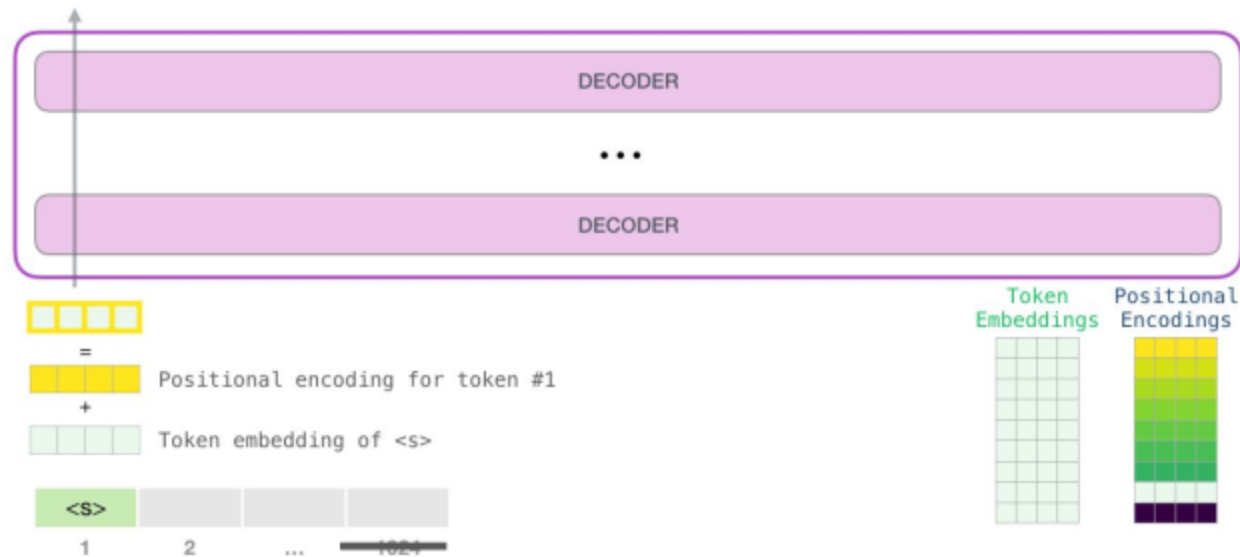 DECODER
...
DECODER
Token Embeddings
Positional Encodings
=
Positional encoding for token #1
+
Token embedding of <s>
<s>
1 2 ...